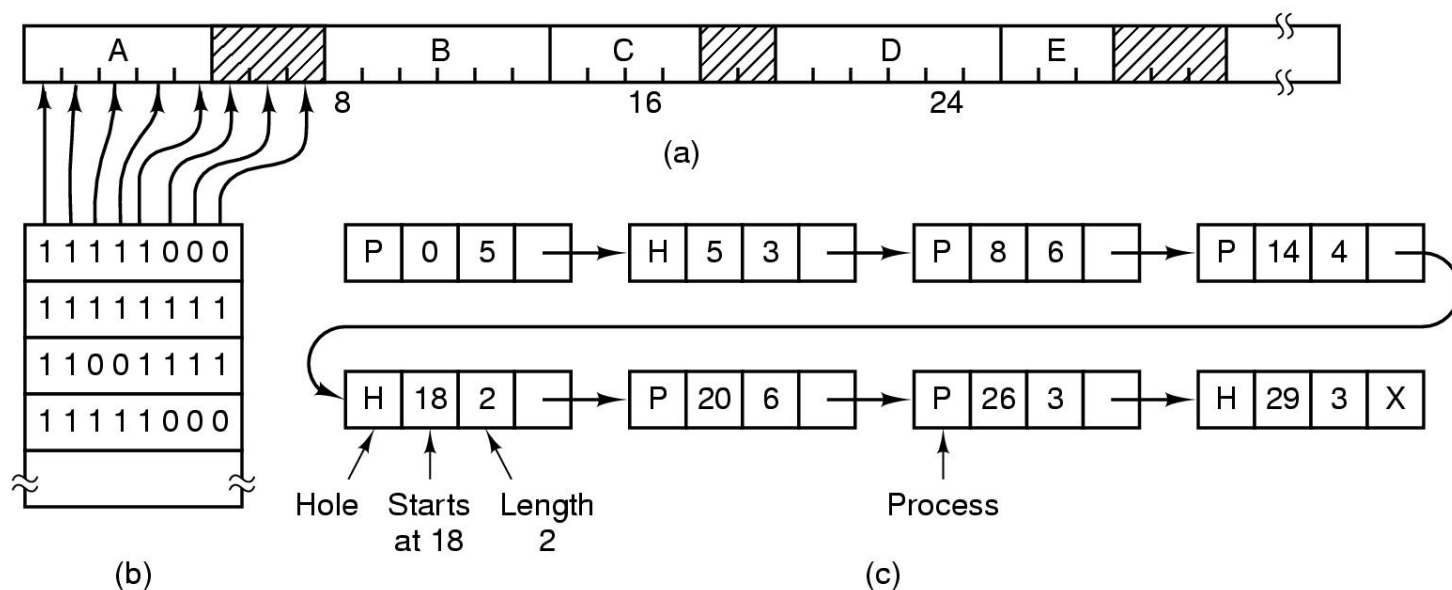 A B C D E
8 16 24
(a)
1 1 1 1 1 0 0 0
1 1 1 1 1 1 1 1
1 1 0 0 1 1 1 1
1 1 1 1 1 0 0 0
(b)
P 0 5 H 5 3 P 8 6 P 14 4
H 18 2 P 20 6 P 26 3 H 29 3 X
Hole Starts Length Process
at 18 2
(c)